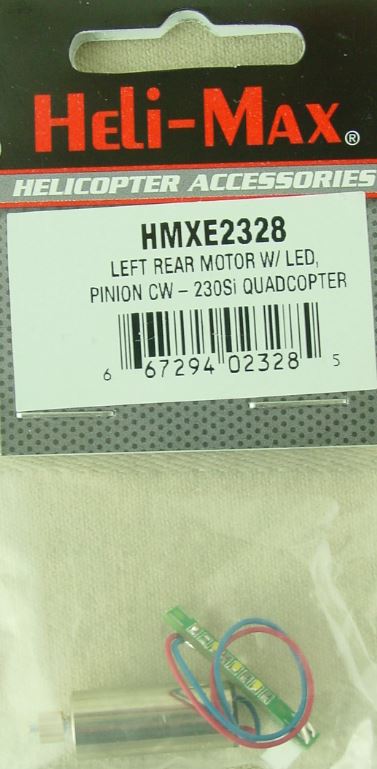 HELI-MAX®
HELICOPTER ACCESSORIES
HMXE2328
LEFT REAR MOTOR W/ LED,
PINION CW – 230Si QUADCOPTER
6 67294 02328 5